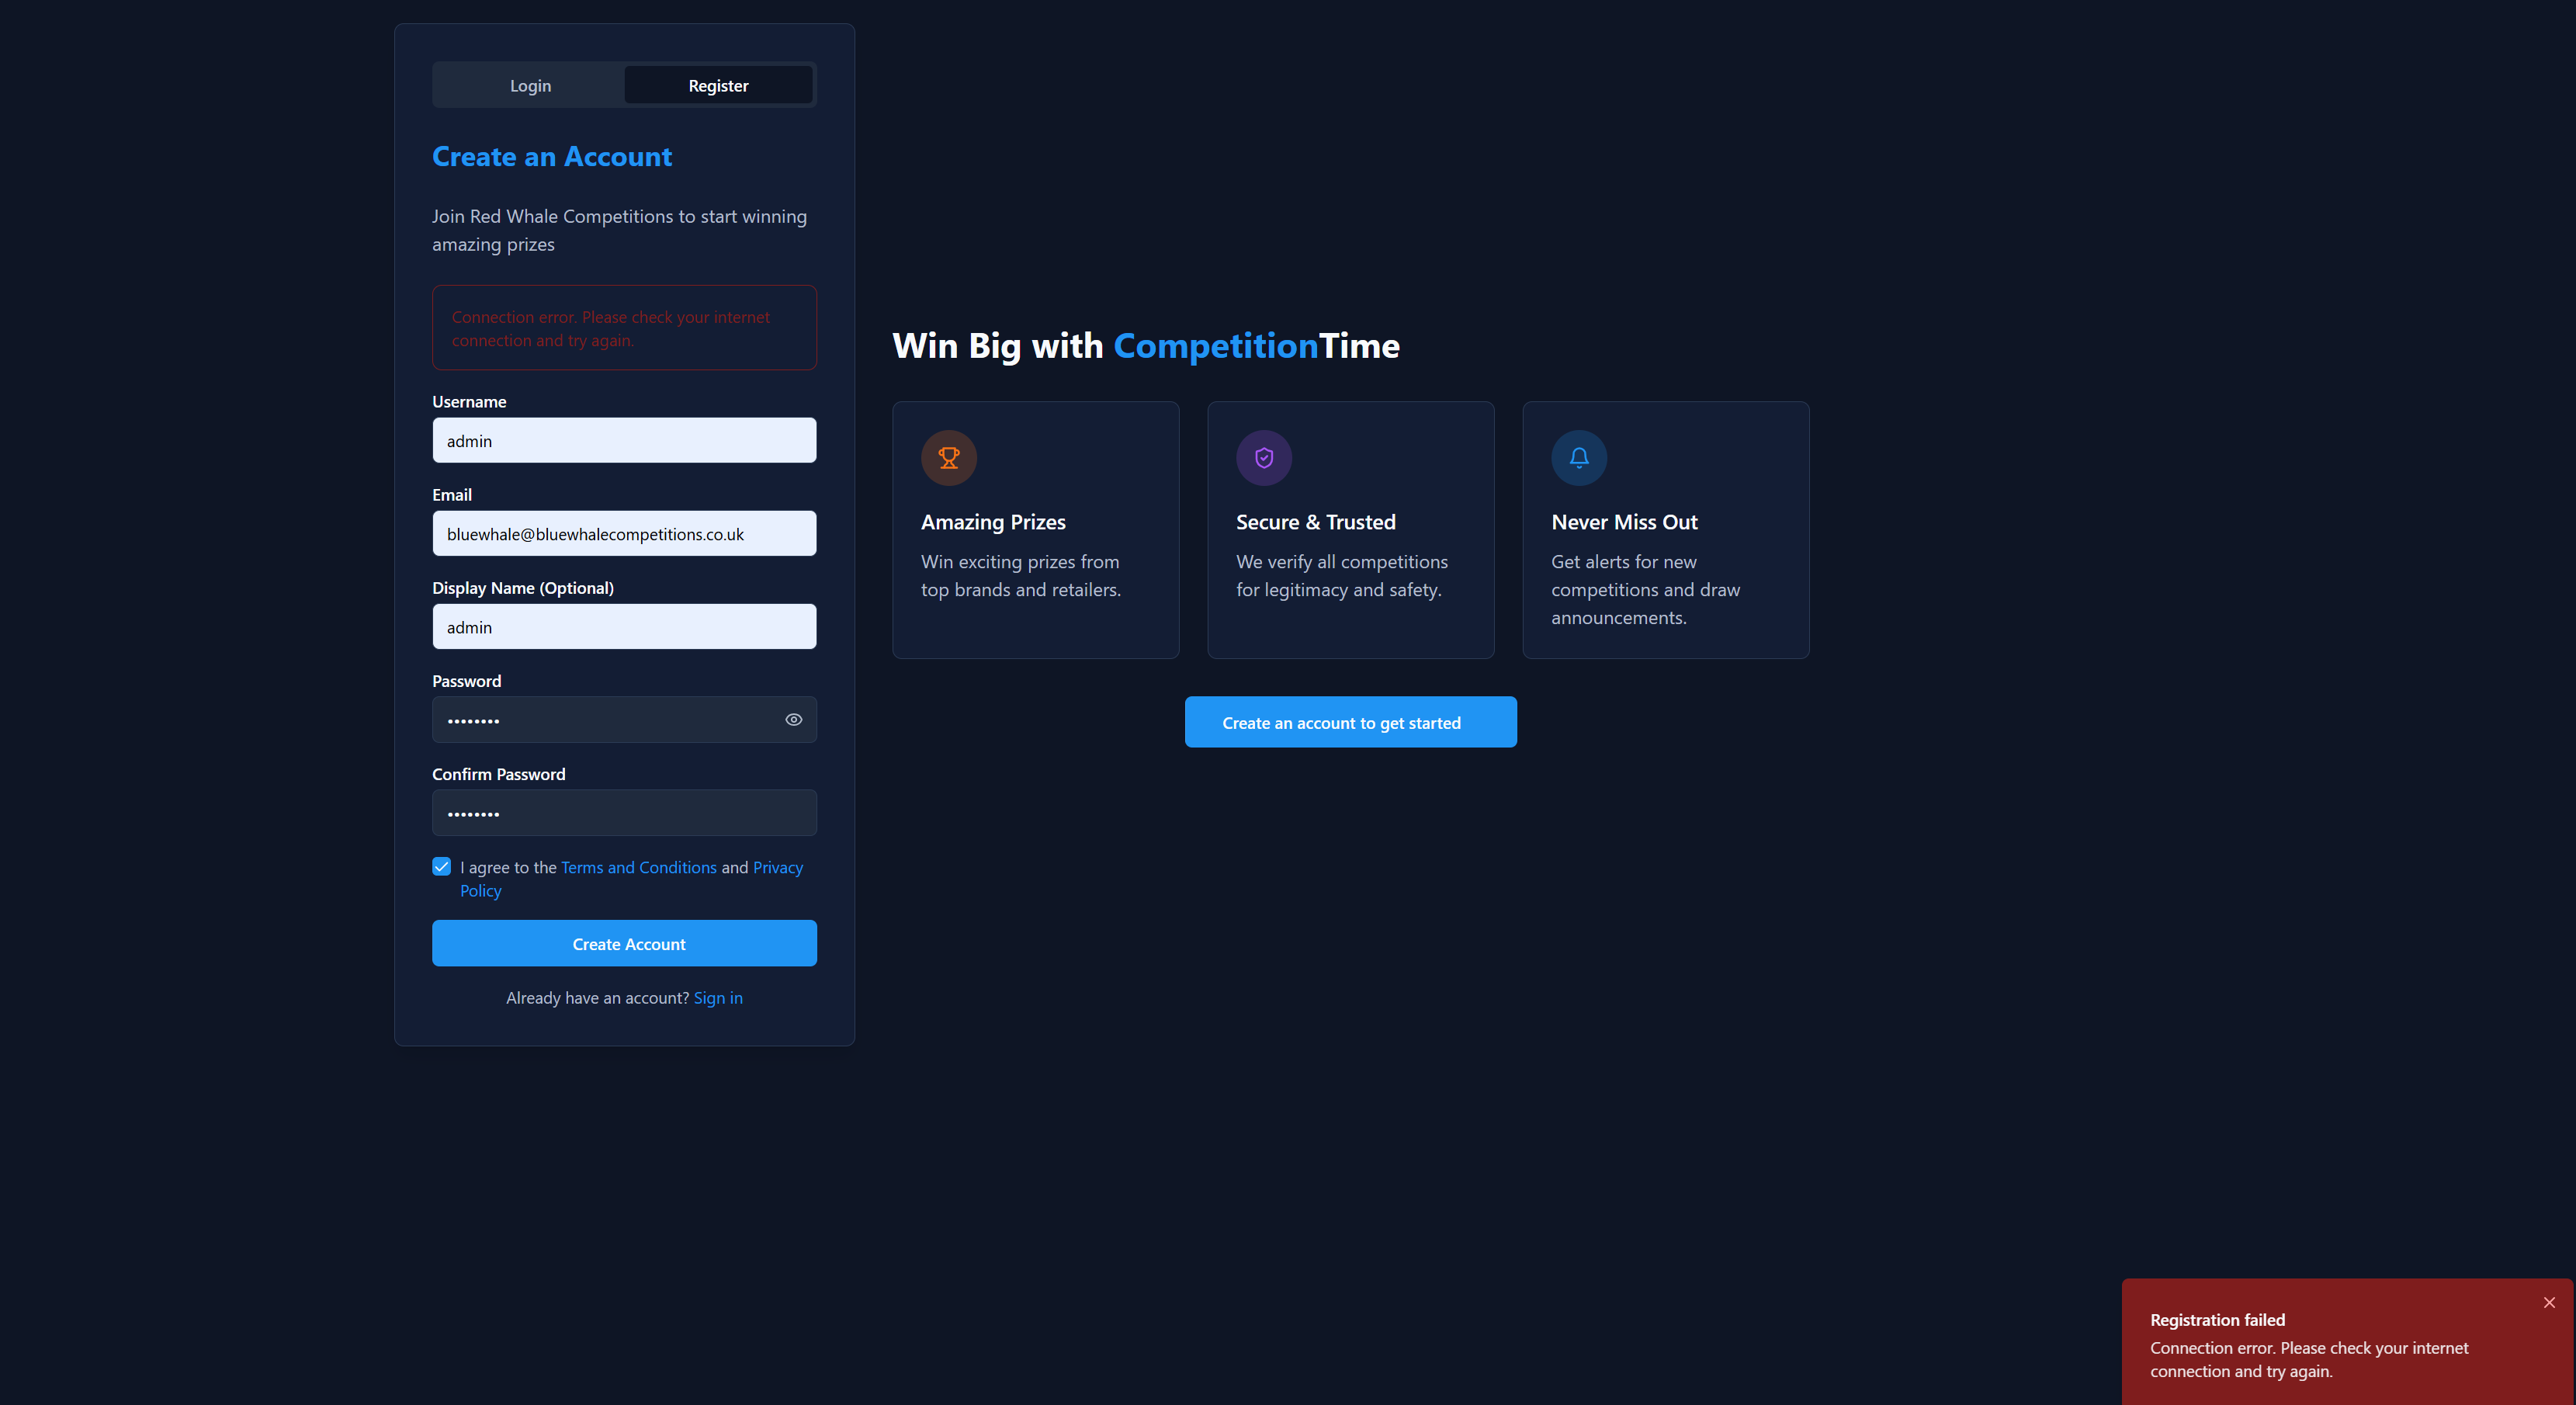 Login
Register
Create an Account
Join Red Whale Competitions to start winning
amazing prizes
Connection error. Please check your internet
connection and try again.
Username
admin
Email
bluewhale@bluewhalecompetitions.co.uk
Display Name (Optional)
admin
Password
••••••••
Confirm Password
••••••••
I agree to the Terms and Conditions and Privacy
Policy
Create Account
Already have an account? Sign in
Win Big with CompetitionTime
Amazing Prizes
Win exciting prizes from
top brands and retailers.
Secure & Trusted
We verify all competitions
for legitimacy and safety.
Never Miss Out
Get alerts for new
competitions and draw
announcements.
Create an account to get started
Registration failed
Connection error. Please check your internet
connection and try again.